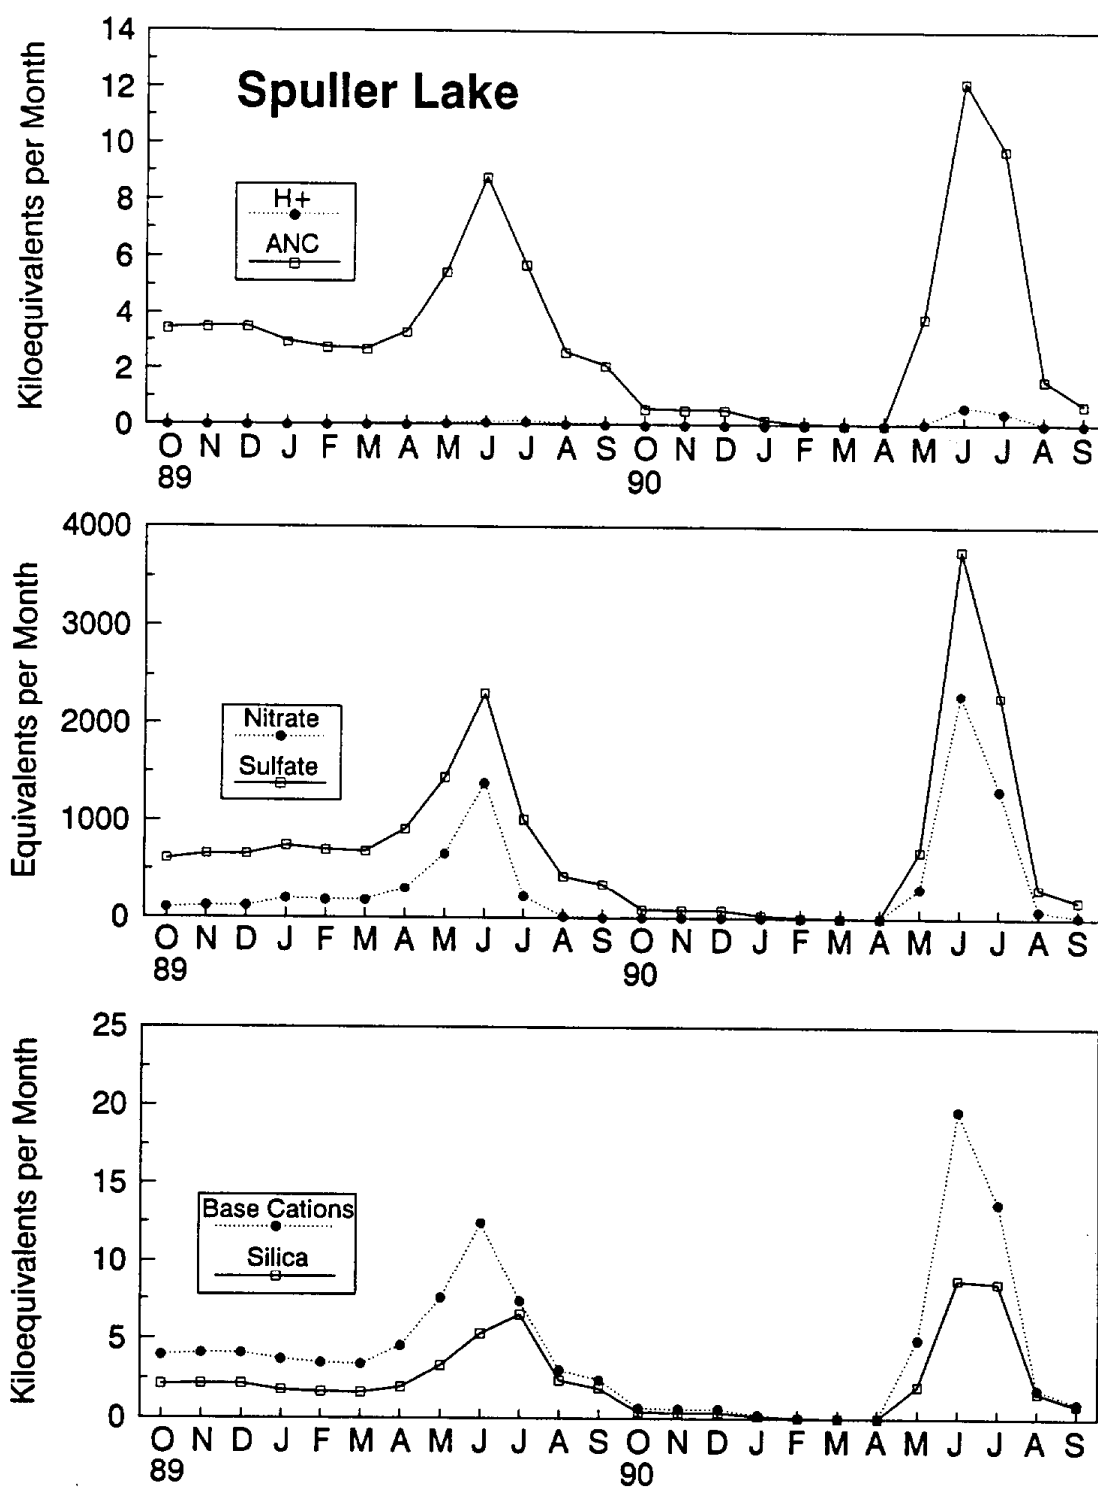 14
12
10
8
6
4
2
0
Kiloequivalents per Month
Spuller Lake
H+
ANC
O N D J F M A M J J A S O N D J F M A M J J A S
89 90
4000
3000
2000
1000
0
Equivalents per Month
Nitrate
Sulfate
O N D J F M A M J J A S O N D J F M A M J J A S
89 90
25
20
15
10
5
0
Kiloequivalents per Month
Base Cations
Silica
O N D J F M A M J J A S O N D J F M A M J J A S
89 90